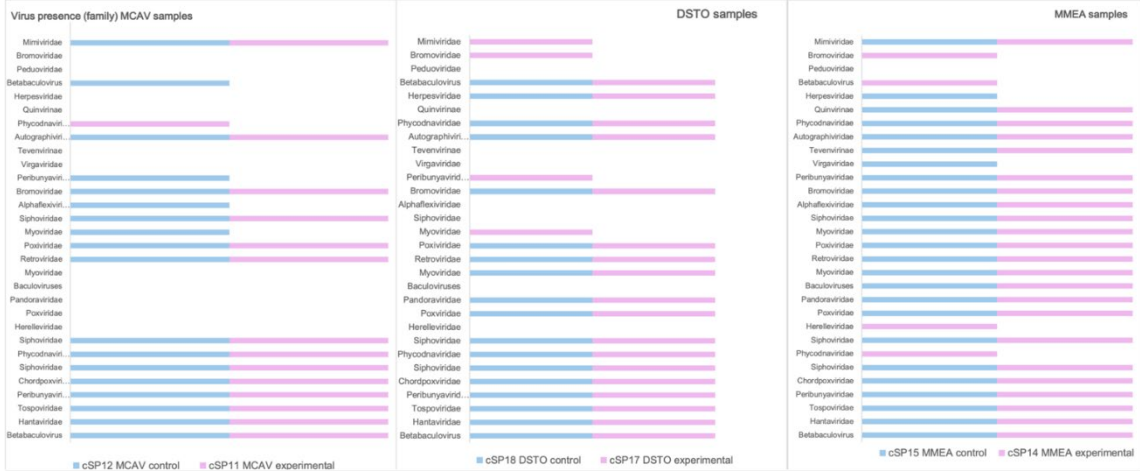 Virus presence (family) MCAV samples
Mimiviridae
Bromoviridae
Peduoviridae
Betabaculovirus
Herpesviridae
Quinvirinae
Phycodnaviri...
Autographiviri...
Tevenvirinae
Virgaviridae
Peribunyaviri...
Bromoviridae
Alphaflexiviri...
Siphoviridae
Myoviridae
Poxiviridae
Retroviridae
Myoviridae
Baculoviruses
Pandoraviridae
Poxviridae
Herelleviridae
Siphoviridae
Phycodnaviri...
Siphoviridae
Chordpoxviri...
Peribunyaviri...
Tospoviridae
Hantaviridae
Betabaculovirus
cSP12 MCAV control cSP11 MCAV experimental
DSTO samples
Mimiviridae
Bromoviridae
Peduoviridae
Betabaculovirus
Herpesviridae
Quinvirinae
Phycodnaviridae
Autographiviri...
Tevenvirinae
Virgaviridae
Peribunyavirid...
Bromoviridae
Alphaflexiviridae
Siphoviridae
Myoviridae
Poxiviridae
Retroviridae
Myoviridae
Baculoviruses
Pandoraviridae
Poxviridae
Herelleviridae
Siphoviridae
Phycodnaviridae
Siphoviridae
Chordpoxviridae
Peribunyavirid...
Tospoviridae
Hantaviridae
Betabaculovirus
cSP18 DSTO control cSP17 DSTO experimental
MMEA samples
Mimiviridae
Bromoviridae
Peduoviridae
Betabaculovirus
Herpesviridae
Quinvirinae
Phycodnaviridae
Autographiviridae
Tevenvirinae
Virgaviridae
Peribunyaviridae
Bromoviridae
Alphaflexiviridae
Siphoviridae
Myoviridae
Poxiviridae
Retroviridae
Myoviridae
Baculoviruses
Pandoraviridae
Poxviridae
Herelleviridae
Siphoviridae
Phycodnaviridae
Siphoviridae
Chordpoxviridae
Peribunyaviridae
Tospoviridae
Hantaviridae
Betabaculovirus
cSP15 MMEA control cSP14 MMEA experimental